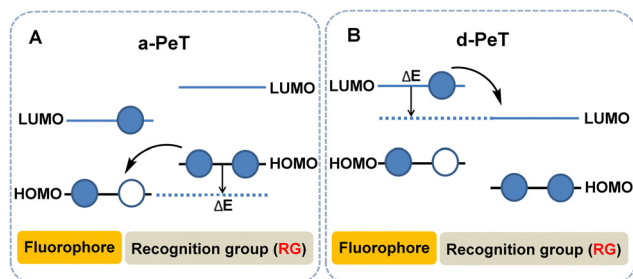 A
a-PeT
LUMO
LUMO
HOMO
HOMO
ΔE
Fluorophore
Recognition group (RG)
B
d-PeT
LUMO
ΔE
LUMO
HOMO
HOMO
Fluorophore
Recognition group (RG)